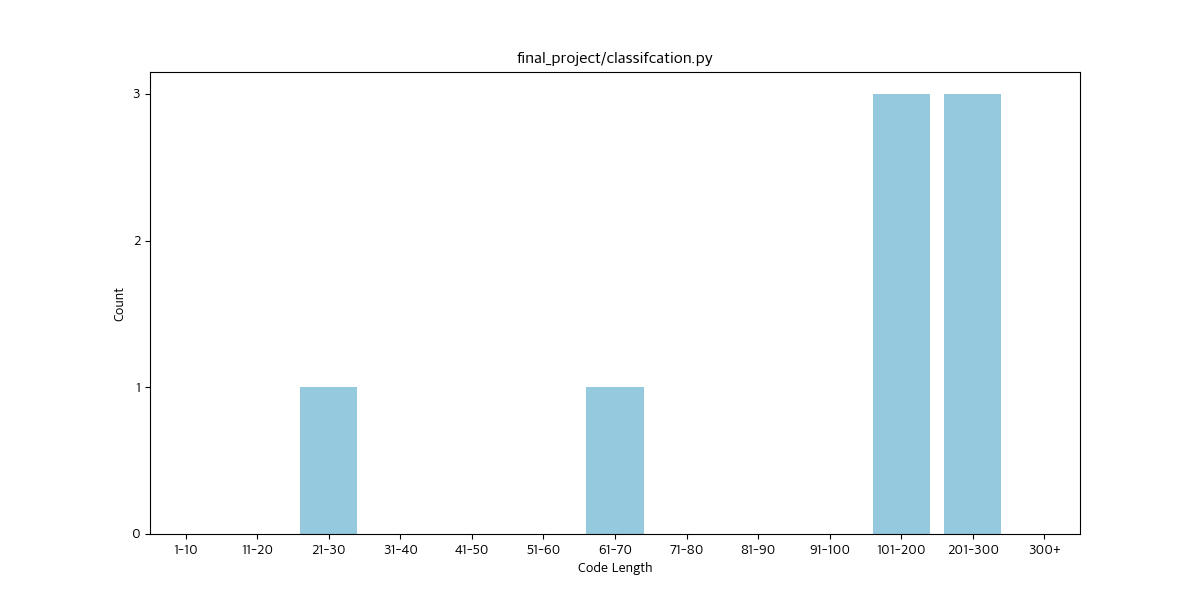 final_project/classifcation.py
3
2
1
0
Count
1-10 11-20 21-30 31-40 41-50 51-60 61-70 71-80 81-90 91-100 101-200 201-300 300+
Code Length